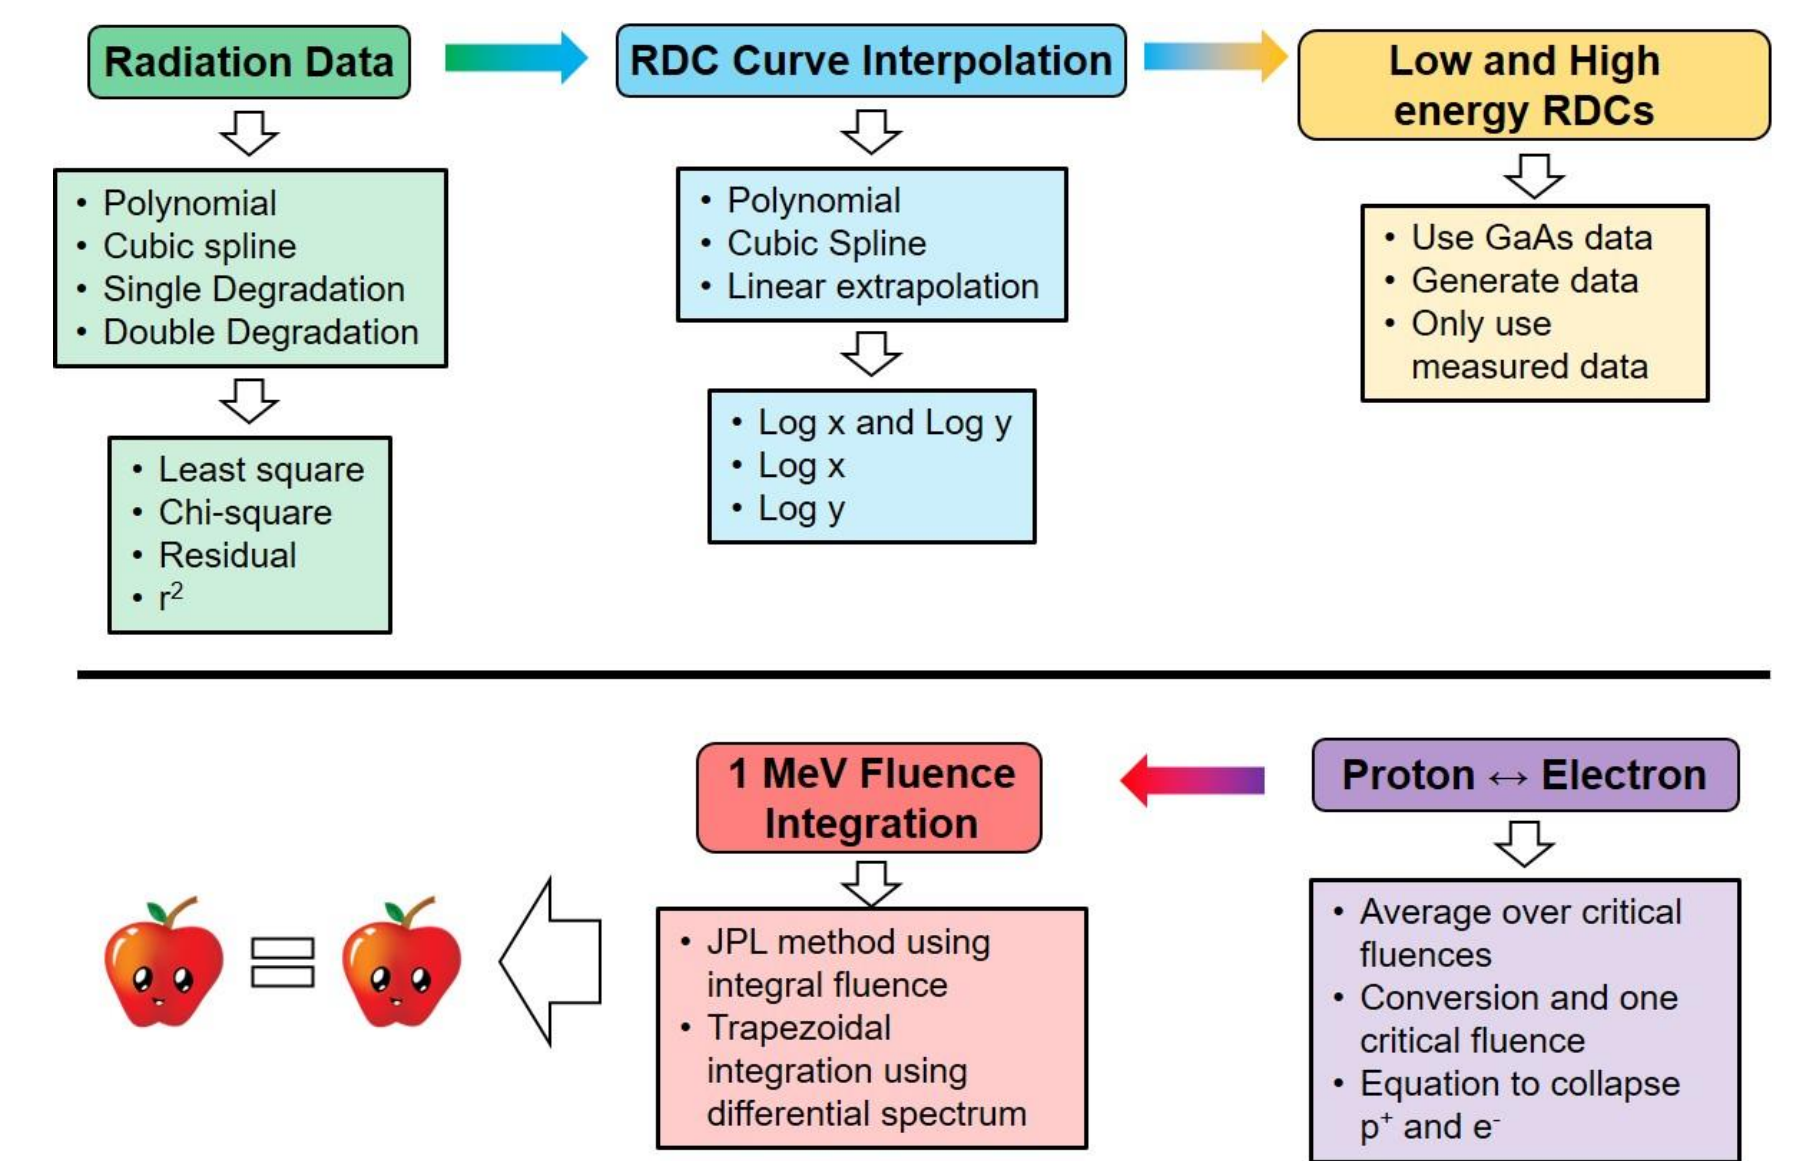 Radiation Data
RDC Curve Interpolation
Low and High
energy RDCs
• Polynomial
• Cubic spline
• Single Degradation
• Double Degradation
• Least square
• Chi-square
• Residual
• r²
• Polynomial
• Cubic Spline
• Linear extrapolation
• Log x and Log y
• Log x
• Log y
• Use GaAs data
• Generate data
• Only use
measured data
Proton ↔ Electron
• Average over critical
fluences
• Conversion and one
critical fluence
• Equation to collapse
p⁺ and e⁻
1 MeV Fluence
Integration
• JPL method using
integral fluence
• Trapezoidal
integration using
differential spectrum